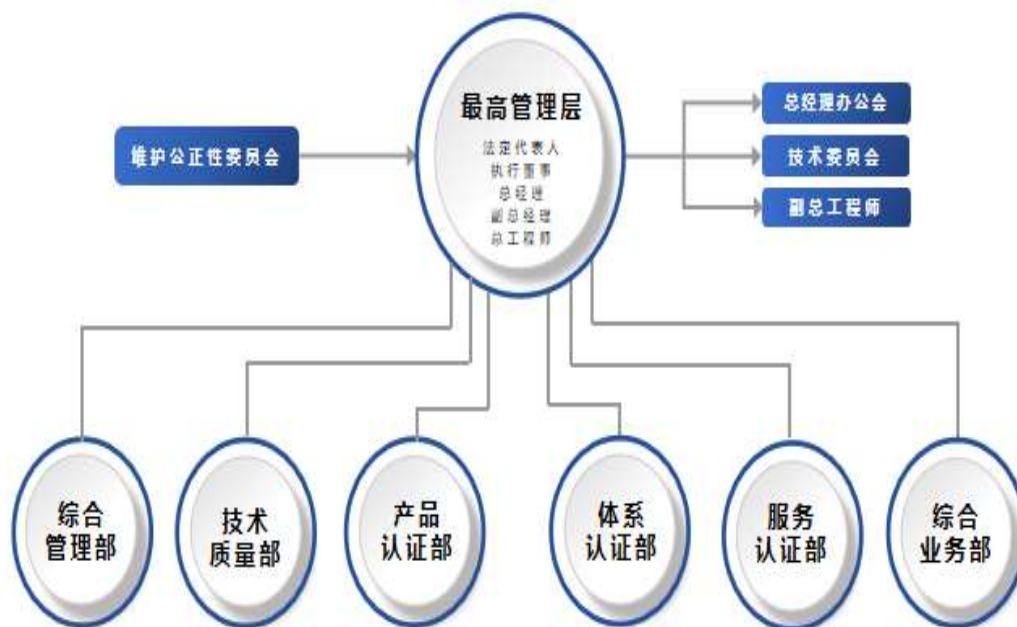 最高管理层
法定代表人
执行董事
总经理
副总经理
总工程师
维护公正性委员会
总经理办公会
技术委员会
副总工程师
综合
管理部
技术
质量部
产品
认证部
体系
认证部
服务
认证部
综合
业务部